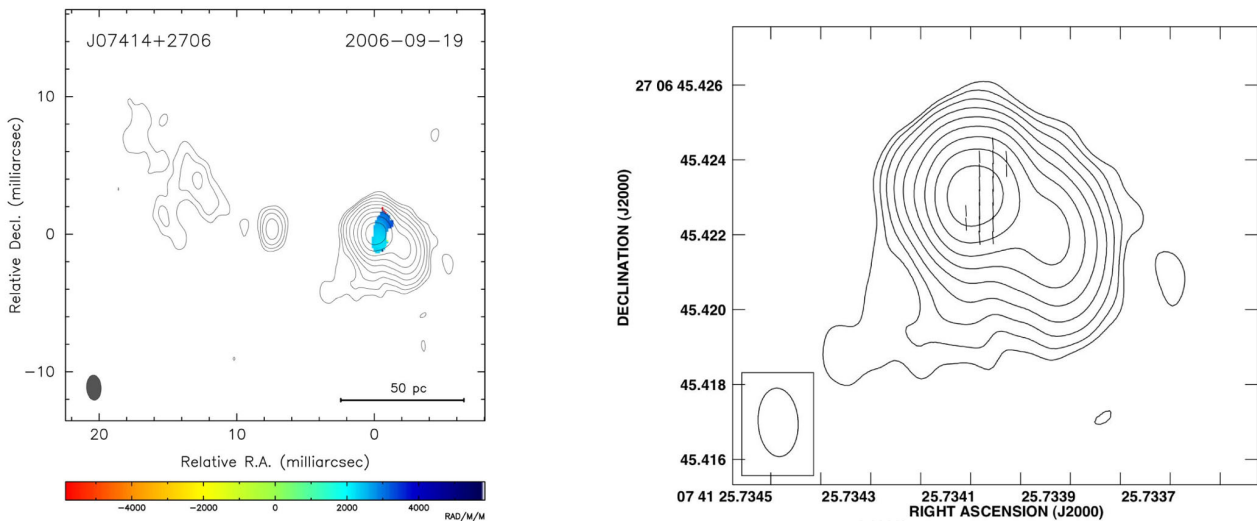 J07414+2706 2006-09-19
10
0
−10
Relative Decl. (milliarcsec)
50 pc
20 10 0
Relative R.A. (milliarcsec)
−4000 −2000 0 2000 4000
RAD/M/M
27 06 45.426
45.424
45.422
45.420
45.418
45.416
DECLINATION (J2000)
07 41 25.7345 25.7343 25.7341 25.7339 25.7337
RIGHT ASCENSION (J2000)